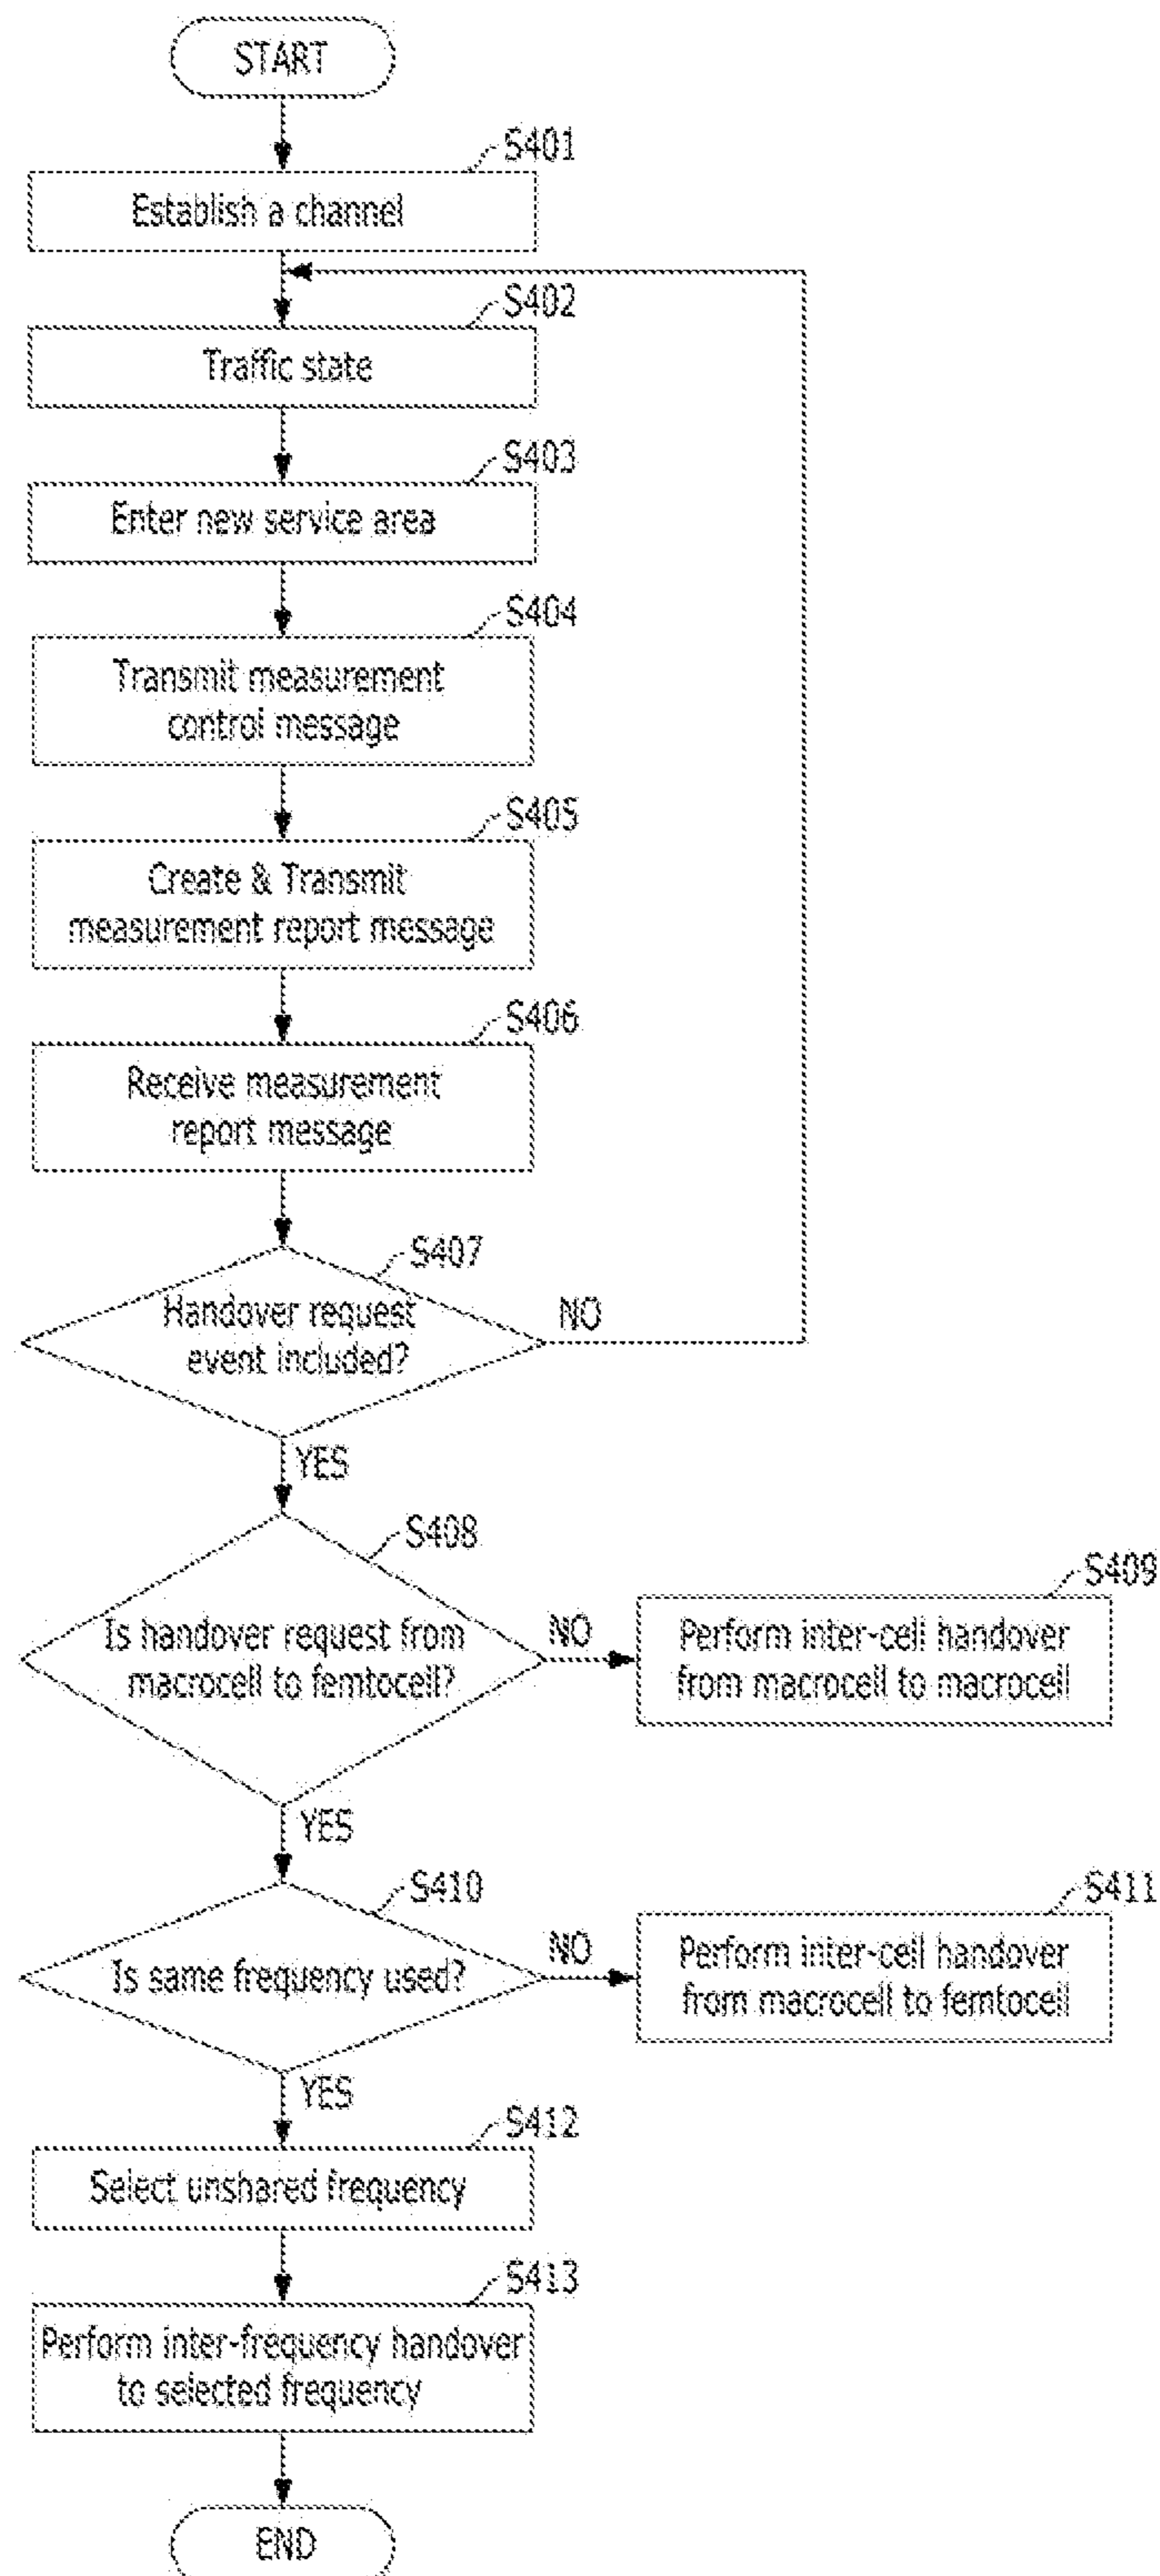 START
S401
Establish a channel
S402
Traffic state
S403
Enter new service area
S404
Transmit measurement
control message
S405
Create & Transmit
measurement report message
S406
Receive measurement
report message
S407
Handover request
event included?
NO
YES
S408
Is handover request from
macrocell to femtocell?
NO
S409
Perform inter-cell handover
from macrocell to macrocell
YES
S410
Is same frequency used?
NO
S411
Perform inter-cell handover
from macrocell to femtocell
YES
S412
Select unshared frequency
S413
Perform inter-frequency handover
to selected frequency
END